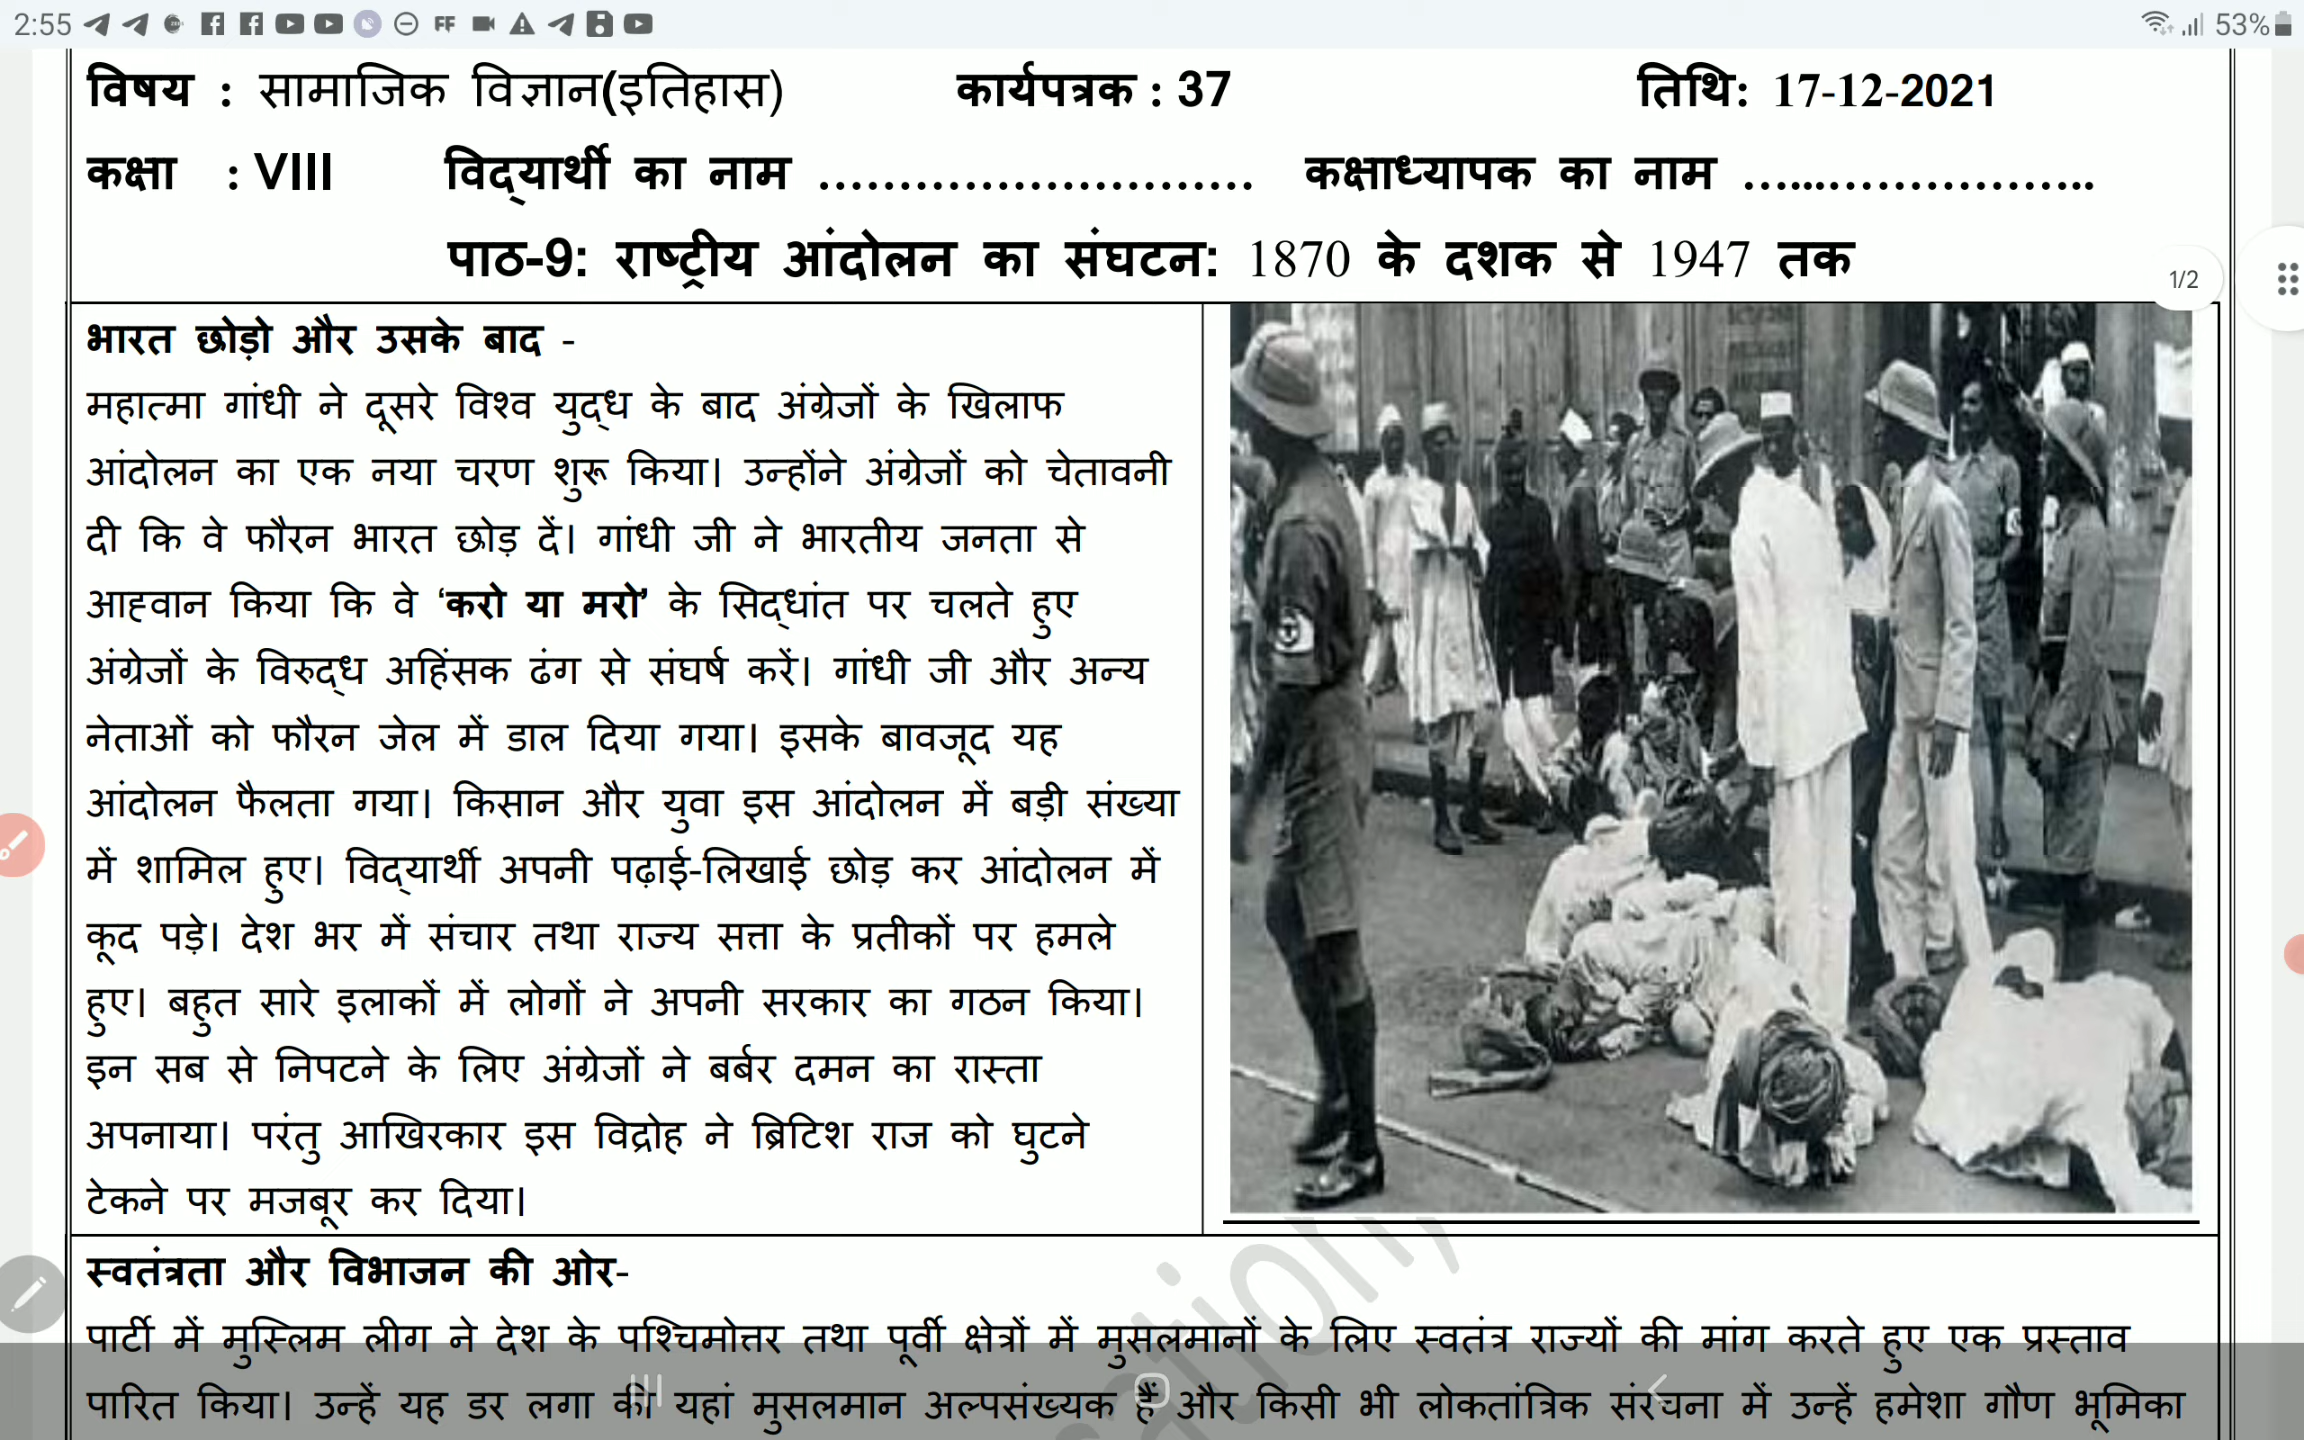 2:55 FF 53%
विषय : सामाजिक विज्ञान(इतिहास) कार्यपत्रक : 37 तिथि: 17-12-2021
कक्षा : VIII विद्यार्थी का नाम ........................... कक्षाध्यापक का नाम ......................
पाठ-9: राष्ट्रीय आंदोलन का संघटन: 1870 के दशक से 1947 तक
1/2
भारत छोड़ो और उसके बाद -
महात्मा गांधी ने दूसरे विश्व युद्ध के बाद अंग्रेजों के खिलाफ
आंदोलन का एक नया चरण शुरू किया। उन्होंने अंग्रेजों को चेतावनी
दी कि वे फौरन भारत छोड़ दें। गांधी जी ने भारतीय जनता से
आह्वान किया कि वे ‘करो या मरो’ के सिद्धांत पर चलते हुए
अंग्रेजों के विरुद्ध अहिंसक ढंग से संघर्ष करें। गांधी जी और अन्य
नेताओं को फौरन जेल में डाल दिया गया। इसके बावजूद यह
आंदोलन फैलता गया। किसान और युवा इस आंदोलन में बड़ी संख्या
में शामिल हुए। विद्यार्थी अपनी पढ़ाई-लिखाई छोड़ कर आंदोलन में
कूद पड़े। देश भर में संचार तथा राज्य सत्ता के प्रतीकों पर हमले
हुए। बहुत सारे इलाकों में लोगों ने अपनी सरकार का गठन किया।
इन सब से निपटने के लिए अंग्रेजों ने बर्बर दमन का रास्ता
अपनाया। परंतु आखिरकार इस विद्रोह ने ब्रिटिश राज को घुटने
टेकने पर मजबूर कर दिया।
स्वतंत्रता और विभाजन की ओर-
पार्टी में मुस्लिम लीग ने देश के पश्चिमोत्तर तथा पूर्वी क्षेत्रों में मुसलमानों के लिए स्वतंत्र राज्यों की मांग करते हुए एक प्रस्ताव
पारित किया। उन्हें यह डर लगा की यहां मुसलमान अल्पसंख्यक हैं और किसी भी लोकतांत्रिक संरचना में उन्हें हमेशा गौण भूमिका